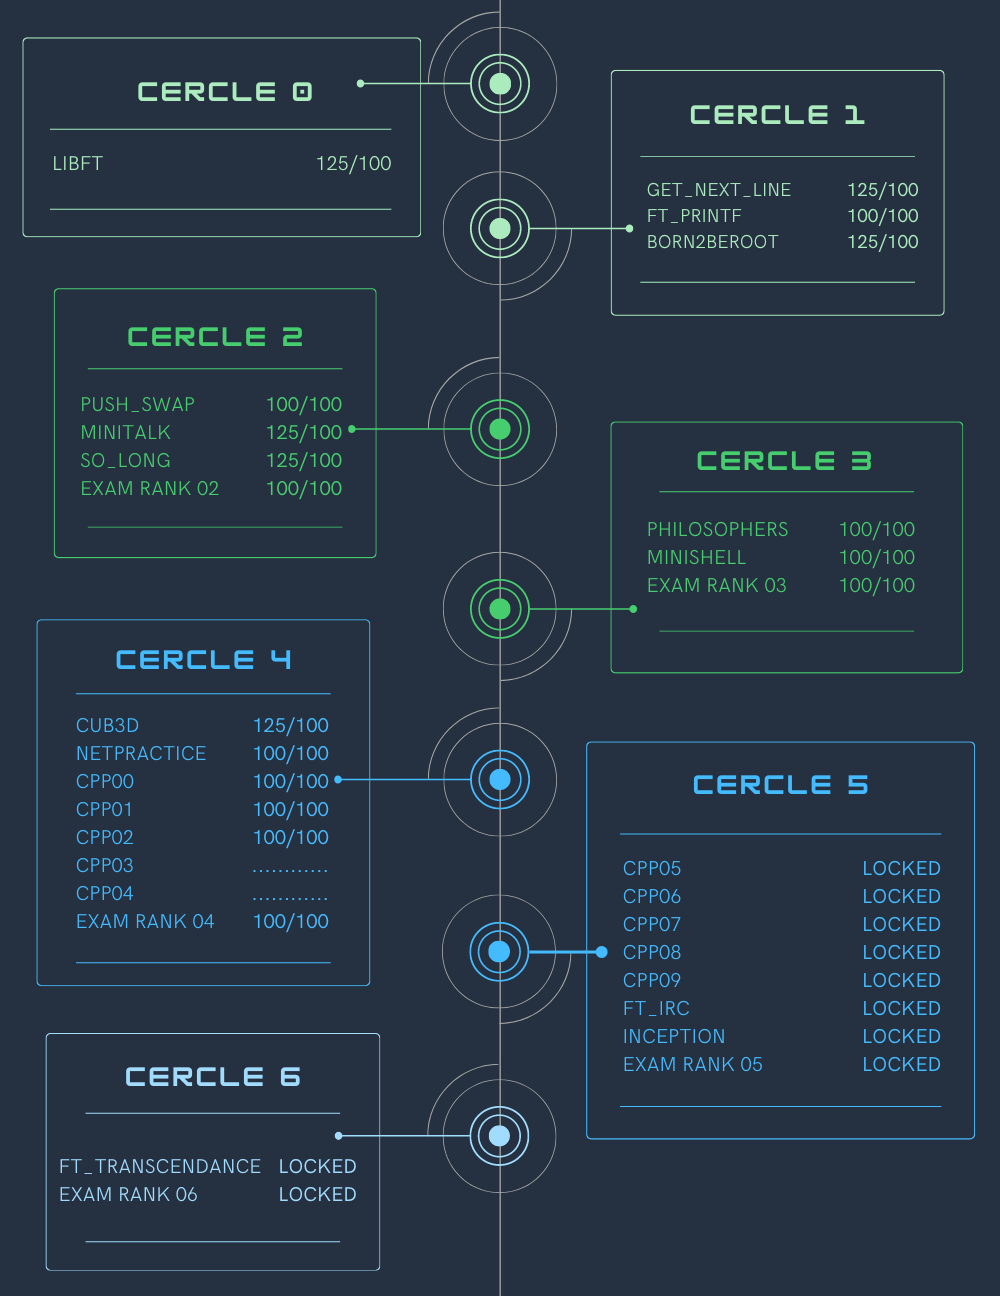 CERCLE 0
LIBFT 125/100
CERCLE 1
GET_NEXT_LINE 125/100
FT_PRINTF 100/100
BORN2BEROOT 125/100
CERCLE 2
PUSH_SWAP 100/100
MINITALK 125/100
SO_LONG 125/100
EXAM RANK 02 100/100
CERCLE 3
PHILOSOPHERS 100/100
MINISHELL 100/100
EXAM RANK 03 100/100
CERCLE 4
CUB3D 125/100
NETPRACTICE 100/100
CPP00 100/100
CPP01 100/100
CPP02 100/100
CPP03 ............
CPP04 ............
EXAM RANK 04 100/100
CERCLE 5
CPP05 LOCKED
CPP06 LOCKED
CPP07 LOCKED
CPP08 LOCKED
CPP09 LOCKED
FT_IRC LOCKED
INCEPTION LOCKED
EXAM RANK 05 LOCKED
CERCLE 6
FT_TRANSCENDANCE LOCKED
EXAM RANK 06 LOCKED